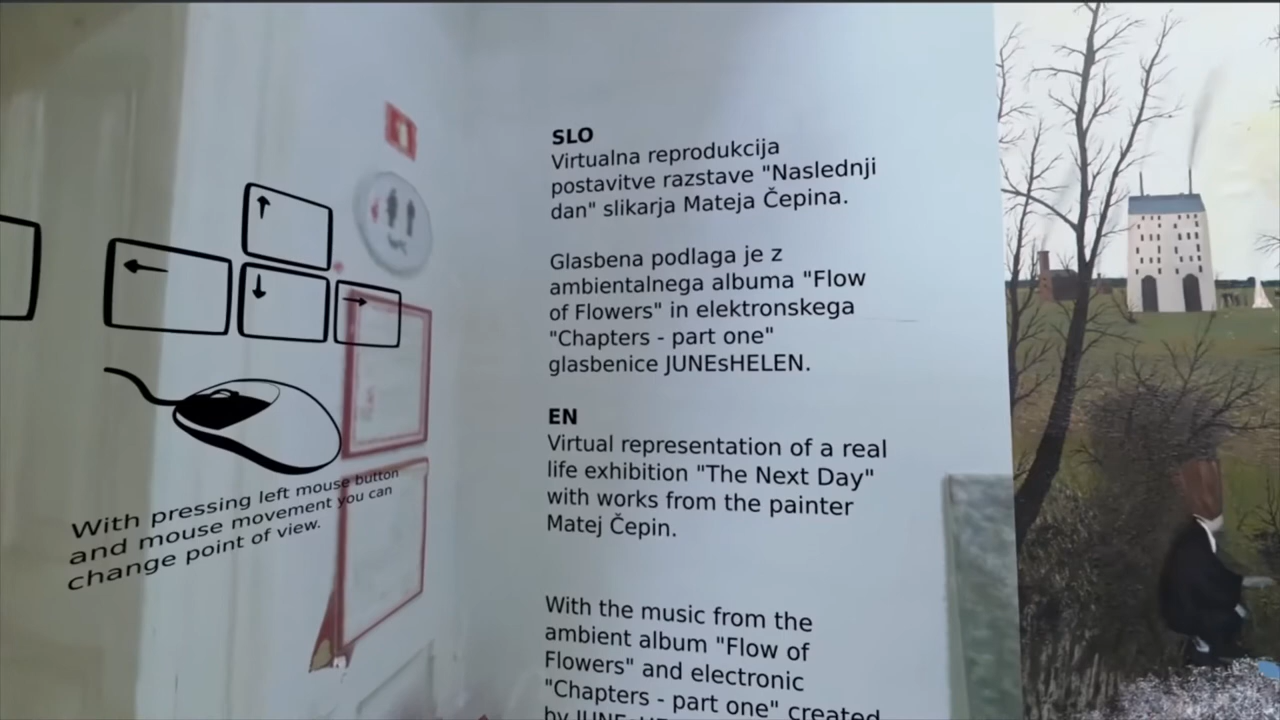 With pressing left mouse button
and mouse movement you can
change point of view.
SLO
Virtualna reprodukcija
postavitve razstave "Naslednji
dan" slikarja Mateja Čepina.
Glasbena podlaga je z
ambientalnega albuma "Flow
of Flowers" in elektronskega
"Chapters - part one"
glasbenice JUNEsHELEN.
EN
Virtual representation of a real
life exhibition "The Next Day"
with works from the painter
Matej Čepin.
With the music from the
ambient album "Flow of
Flowers" and electronic
"Chapters - part one" created
by